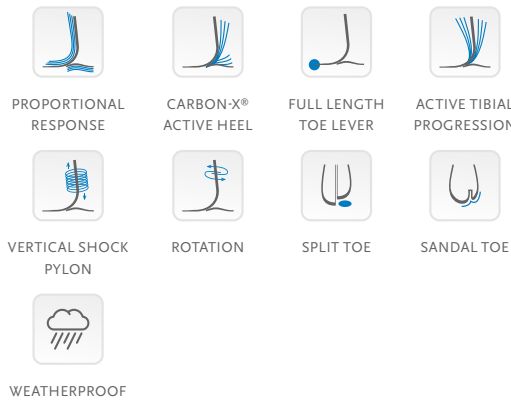 PROPORTIONAL
RESPONSE
CARBON-X®
ACTIVE HEEL
FULL LENGTH
TOE LEVER
ACTIVE TIBIAL
PROGRESSION
VERTICAL SHOCK
PYLON
ROTATION
SPLIT TOE
SANDAL TOE
WEATHERPROOF